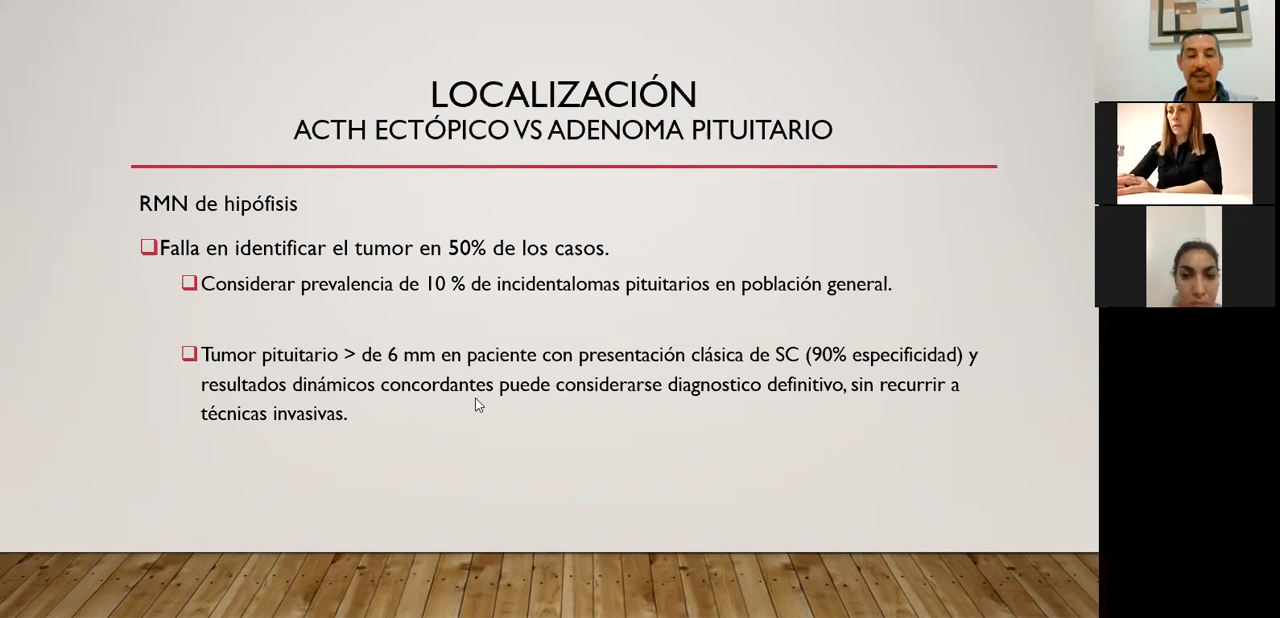 LOCALIZACIÓN
ACTH ECTÓPICO VS ADENOMA PITUITARIO
RMN de hipófisis
Falla en identificar el tumor en 50% de los casos.
Considerar prevalencia de 10 % de incidentalomas pituitarios en población general.
Tumor pituitario > de 6 mm en paciente con presentación clásica de SC (90% especificidad) y
resultados dinámicos concordantes puede considerarse diagnostico definitivo, sin recurrir a
técnicas invasivas.